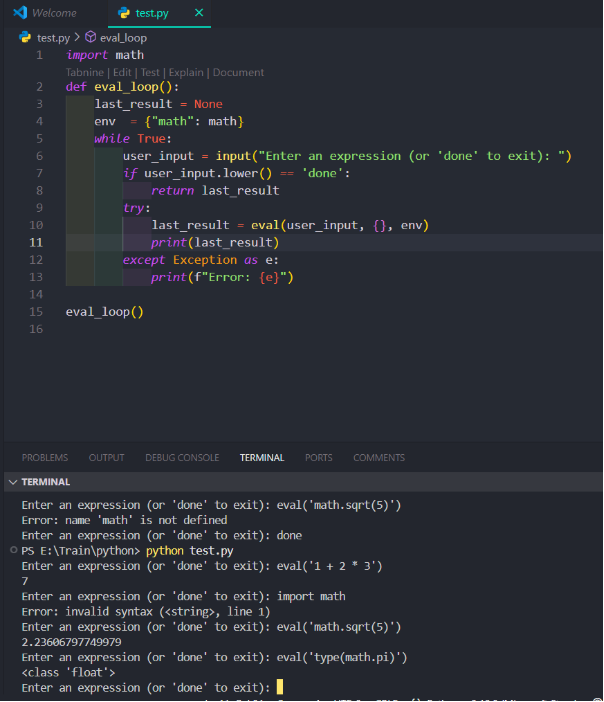 Welcome
test.py
test.py > eval_loop
1 import math
Tabnine | Edit | Test | Explain | Document
2 def eval_loop():
3     last_result = None
4     env  = {"math": math}
5     while True:
6         user_input = input("Enter an expression (or 'done' to exit): ")
7         if user_input.lower() == 'done':
8             return last_result
9         try:
10             last_result = eval(user_input, {}, env)
11             print(last_result)
12         except Exception as e:
13             print(f"Error: {e}")
14
15 eval_loop()
16
PROBLEMS OUTPUT DEBUG CONSOLE TERMINAL PORTS COMMENTS
TERMINAL
Enter an expression (or 'done' to exit): eval('math.sqrt(5)')
Error: name 'math' is not defined
Enter an expression (or 'done' to exit): done
PS E:\Train\python> python test.py
Enter an expression (or 'done' to exit): eval('1 + 2 * 3')
7
Enter an expression (or 'done' to exit): import math
Error: invalid syntax (<string>, line 1)
Enter an expression (or 'done' to exit): eval('math.sqrt(5)')
2.23606797749979
Enter an expression (or 'done' to exit): eval('type(math.pi)')
<class 'float'>
Enter an expression (or 'done' to exit):